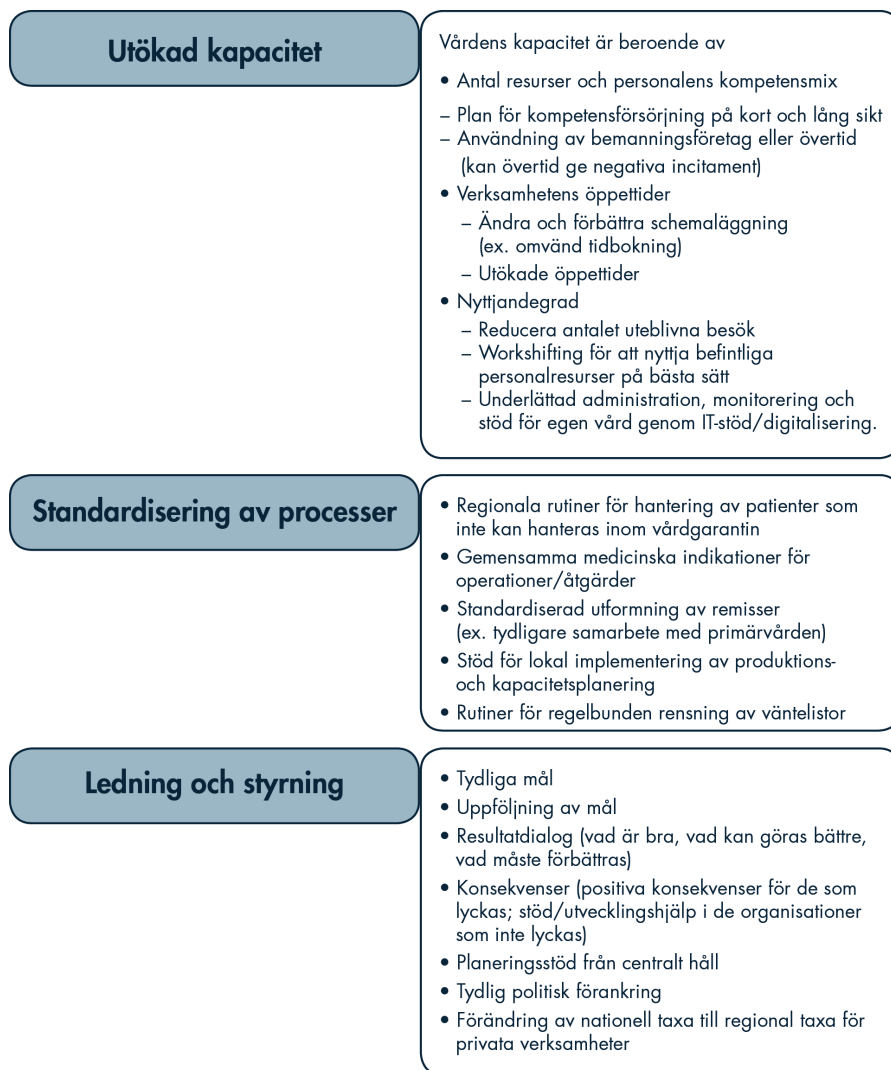 Utökad kapacitet
Vårdens kapacitet är beroende av
• Antal resurser och personalens kompetensmix
– Plan för kompetensförsörjning på kort och lång sikt
– Användning av bemanningsföretag eller övertid
(kan övertid ge negativa incitament)
• Verksamhetens öppettider
– Ändra och förbättra schemaläggning
(ex. omvänd tidbokning)
– Utökade öppettider
• Nyttjandegrad
– Reducera antalet uteblivna besök
– Workshifting för att nyttja befintliga
personalresurser på bästa sätt
– Underlättad administration, monitorering och
stöd för egen vård genom IT-stöd/digitalisering.
Standardisering av processer
• Regionala rutiner för hantering av patienter som
inte kan hanteras inom vårdgarantin
• Gemensamma medicinska indikationer för
operationer/åtgärder
• Standardiserad utformning av remisser
(ex. tydligare samarbete med primärvården)
• Stöd för lokal implementering av produktions-
och kapacitetsplanering
• Rutiner för regelbunden rensning av väntelistor
Ledning och styrning
• Tydliga mål
• Uppföljning av mål
• Resultatdialog (vad är bra, vad kan göras bättre,
vad måste förbättras)
• Konsekvenser (positiva konsekvenser för de som
lyckas; stöd/utvecklingshjälp i de organisationer
som inte lyckas)
• Planeringsstöd från centralt håll
• Tydlig politisk förankring
• Förändring av nationell taxa till regional taxa för
privata verksamheter